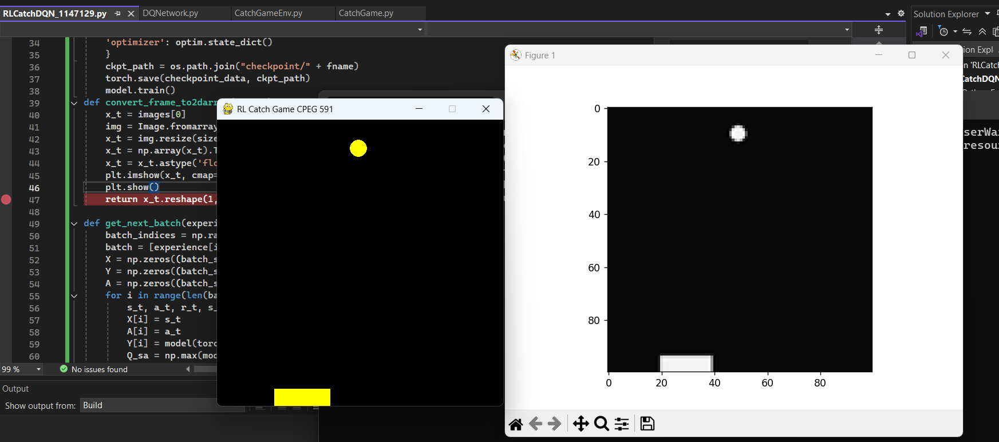 RLCatchDQN_1147129.py
DQNetwork.py
CatchGameEnv.py
CatchGame.py
Solution Explorer
34 'optimizer': optim.state_dict()
35 }
36 ckpt_path = os.path.join("checkpoint/" + fname)
37 torch.save(checkpoint_data, ckpt_path)
38 model.train()
39 def convert_frame_to2darr
40 x_t = images[0]
41 img = Image.fromarray
42 x_t = img.resize(size
43 x_t = np.array(x_t).T
44 x_t = x_t.astype('flo
45 plt.imshow(x_t, cmap=
46 plt.show()
47 return x_t.reshape(1,
48
49 def get_next_batch(experi
50 batch_indices = np.ra
51 batch = [experience[i
52 X = np.zeros((batch_s
53 Y = np.zeros((batch_s
54 A = np.zeros((batch_s
55 for i in range(len(ba
56 s_t, a_t, r_t, s_
57 X[i] = s_t
58 A[i] = a_t
59 Y[i] = model(torc
60 Q_sa = np.max(mod
99 %
No issues found
Output
Show output from: Build
RL Catch Game CPEG 591
Figure 1
0
20
40
60
80
0 20 40 60 80
ion Expl
n 'RLCatch
CatchDQN
serWa
resou